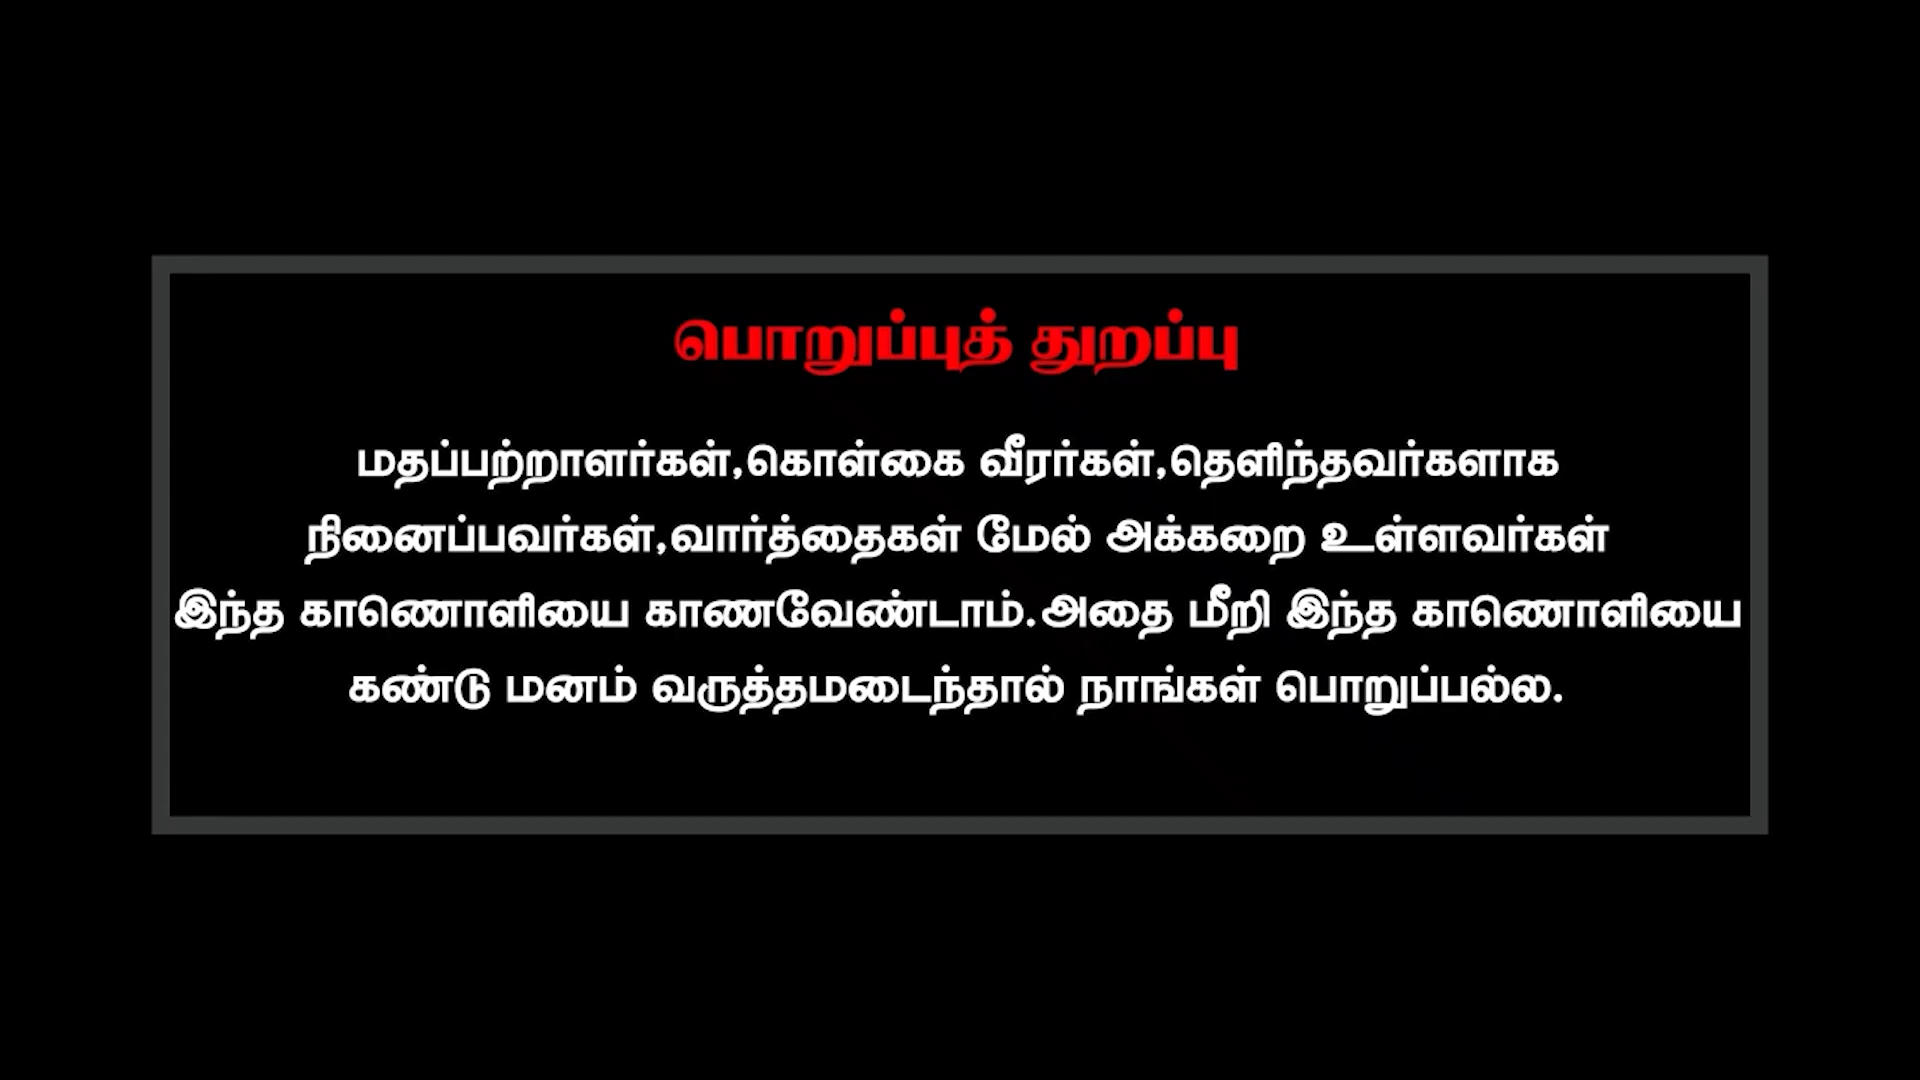 பொறுப்புத் துறப்பு
மதப்பற்றாளர்கள்,கொள்கை வீரர்கள்,தெளிந்தவர்களாக
நினைப்பவர்கள்,வார்த்தைகள் மேல் அக்கறை உள்ளவர்கள்
இந்த காணொளியை காணவேண்டாம்.அதை மீறி இந்த காணொளியை
கண்டு மனம் வருத்தமடைந்தால் நாங்கள் பொறுப்பல்ல.